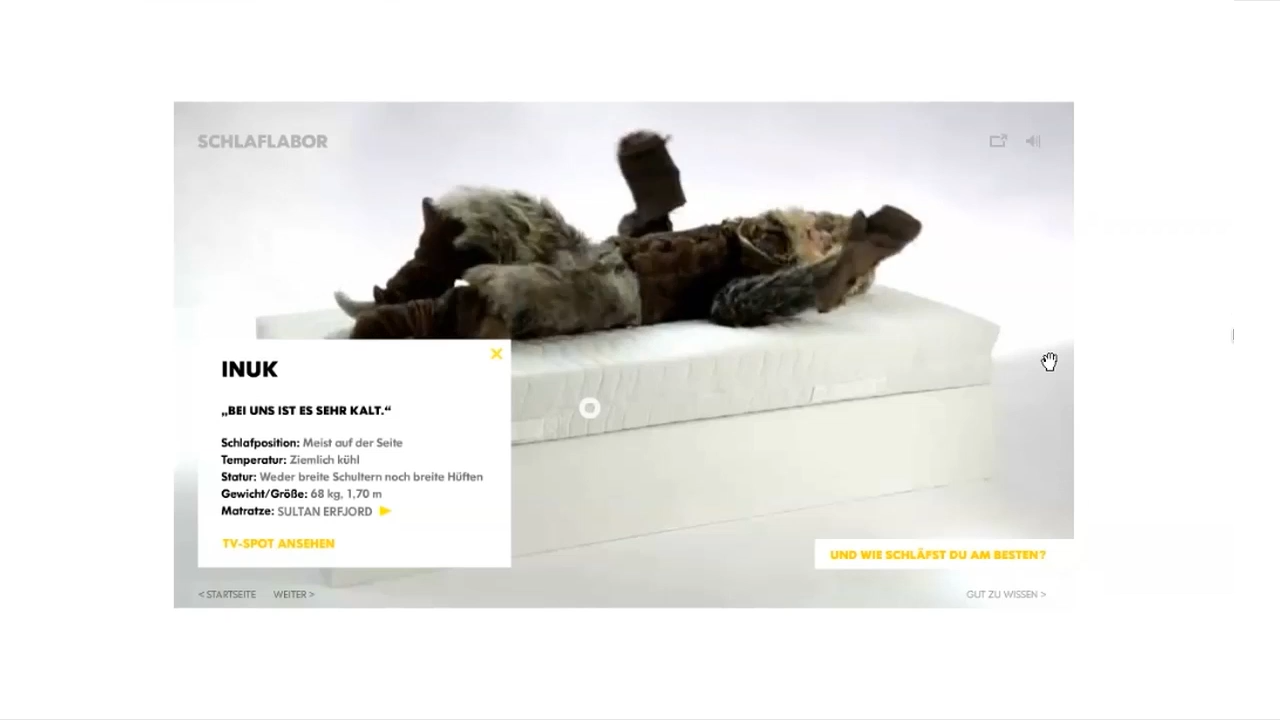 SCHLAFLABOR
INUK
„BEI UNS IST ES SEHR KALT.“
Schlafposition: Meist auf der Seite
Temperatur: Ziemlich kühl
Statur: Weder breite Schultern noch breite Hüften
Gewicht/Größe: 68 kg, 1,70 m
Matratze: SULTAN ERFJORD
TV-SPOT ANSEHEN
UND WIE SCHLÄFST DU AM BESTEN?
< STARTSEITE WEITER >
GUT ZU WISSEN >